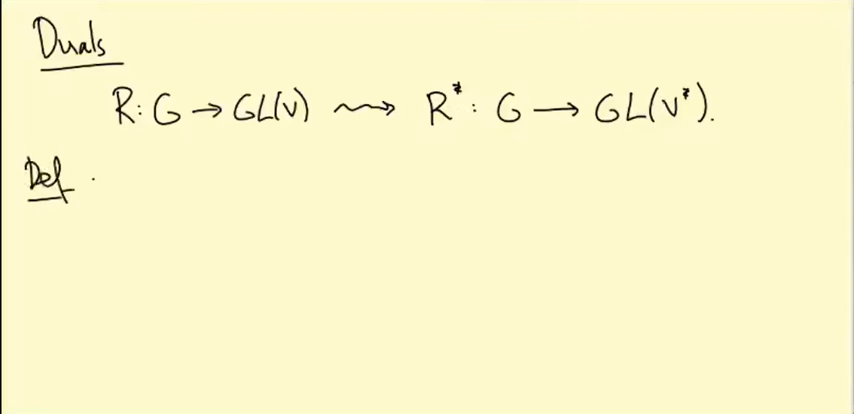 Duals
R: G → GL(V) ⟿ R*: G → GL(V*).
Def